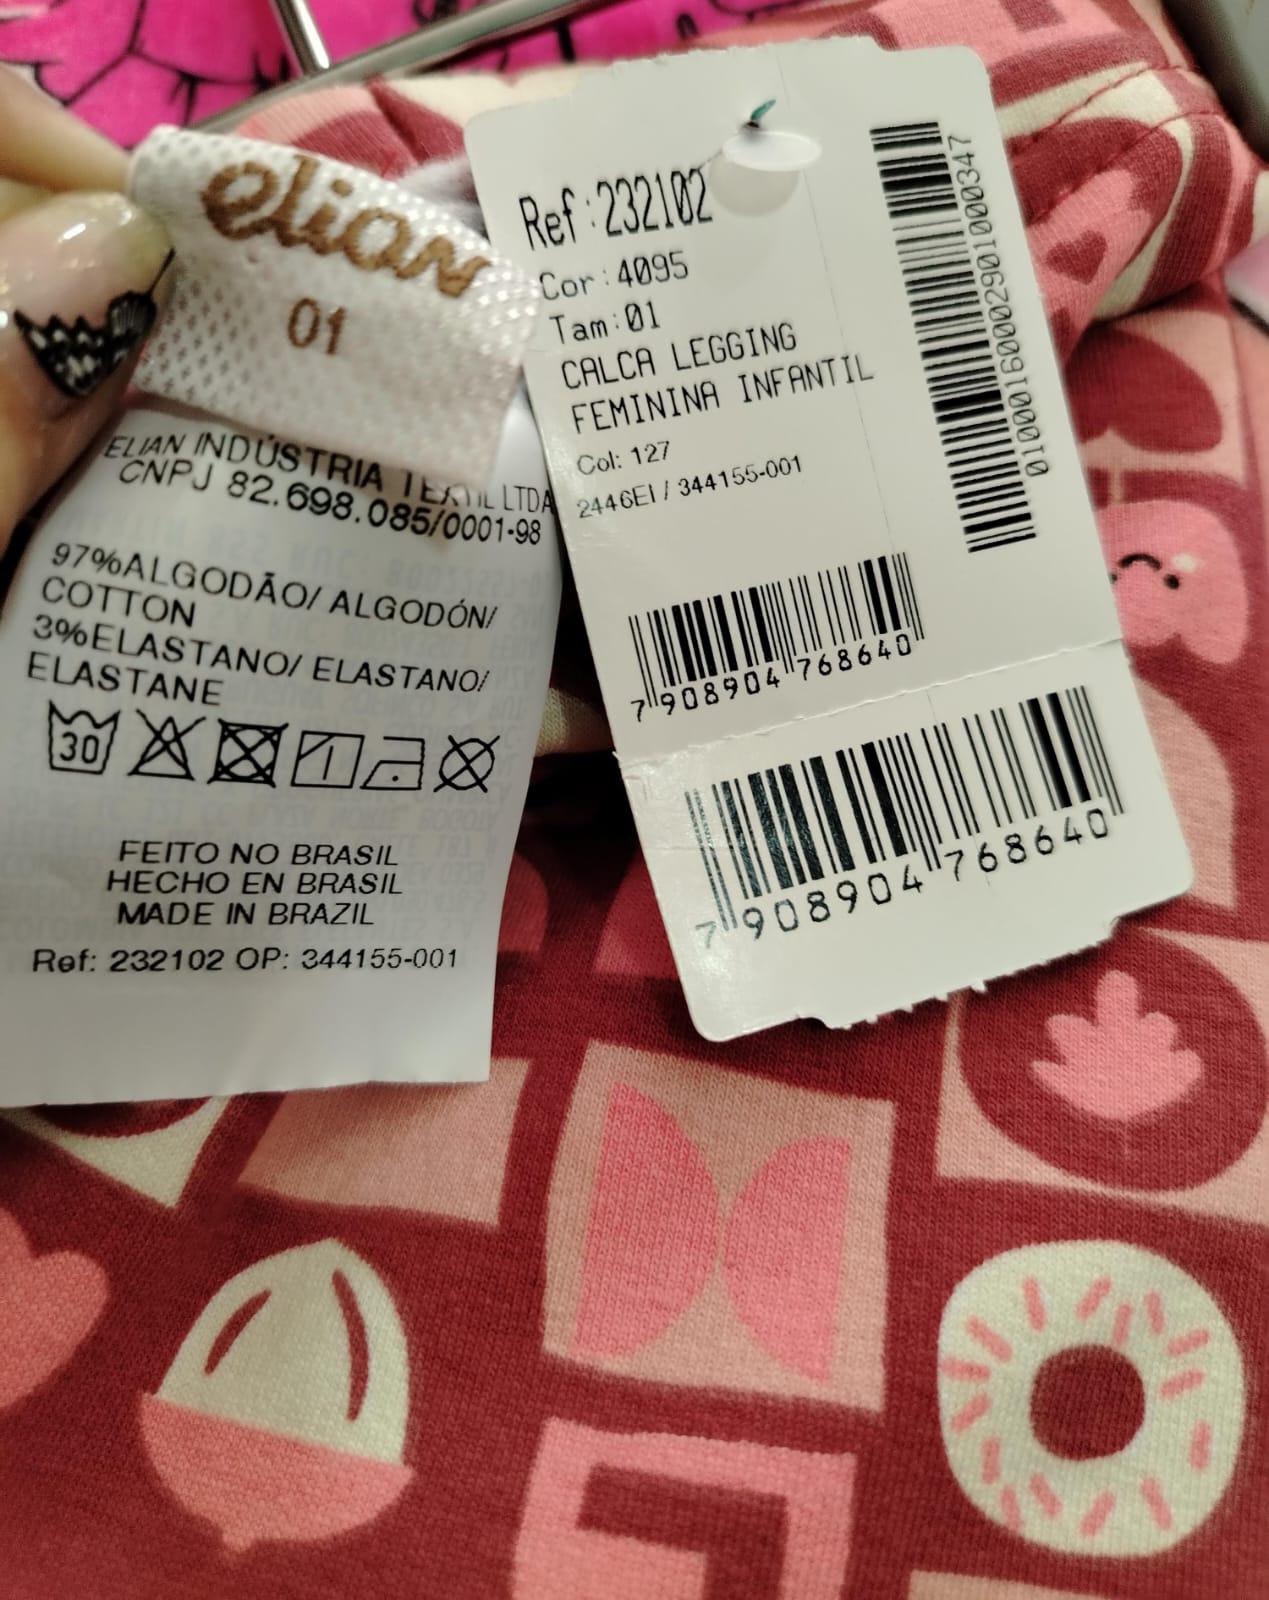 elian
01
ELIAN INDÚSTRIA TEXTIL LTDA
CNPJ 82.698.085/0001-98
97%ALGODÃO/ ALGODÓN/
COTTON
3%ELASTANO/ ELASTANO/
ELASTANE
30
FEITO NO BRASIL
HECHO EN BRASIL
MADE IN BRAZIL
Ref: 232102 OP: 344155-001
Ref:232102
Cor:4095
Tam:01
CALCA LEGGING
FEMININA INFANTIL
Col: 127
2446EI / 344155-001
7 908904 768640
010001600002901000347
7 908904 768640